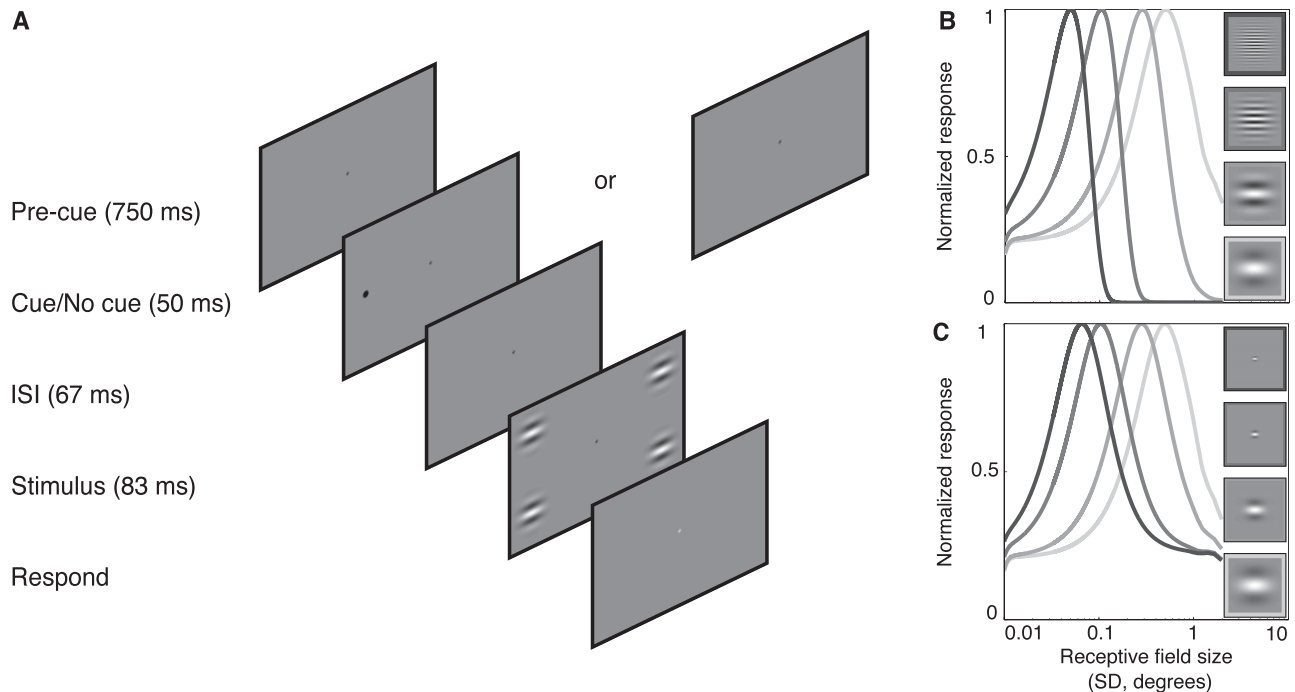 A
or
Pre-cue (750 ms)
Cue/No cue (50 ms)
ISI (67 ms)
Stimulus (83 ms)
Respond
B
Normalized response
1
0.5
0
C
Normalized response
1
0.5
0
0.01 0.1 1 10
Receptive field size
(SD, degrees)